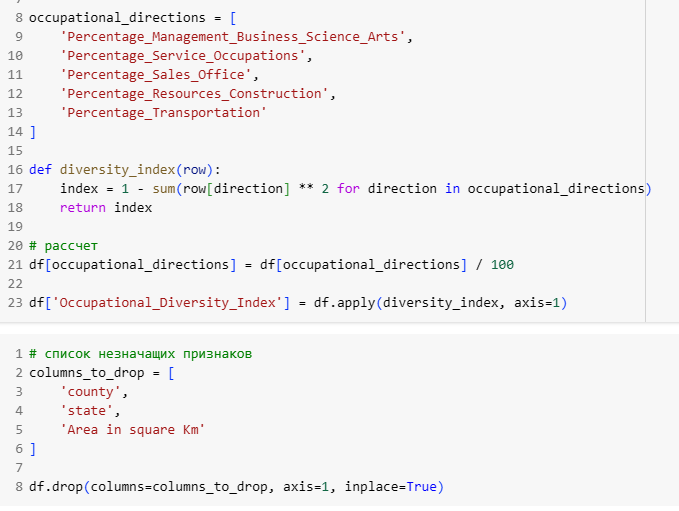 8 occupational_directions = [
9     'Percentage_Management_Business_Science_Arts',
10     'Percentage_Service_Occupations',
11     'Percentage_Sales_Office',
12     'Percentage_Resources_Construction',
13     'Percentage_Transportation'
14 ]
15
16 def diversity_index(row):
17     index = 1 - sum(row[direction] ** 2 for direction in occupational_directions)
18     return index
19
20 # рассчет
21 df[occupational_directions] = df[occupational_directions] / 100
22
23 df['Occupational_Diversity_Index'] = df.apply(diversity_index, axis=1)
1 # список незначащих признаков
2 columns_to_drop = [
3     'county',
4     'state',
5     'Area in square Km'
6 ]
7
8 df.drop(columns=columns_to_drop, axis=1, inplace=True)